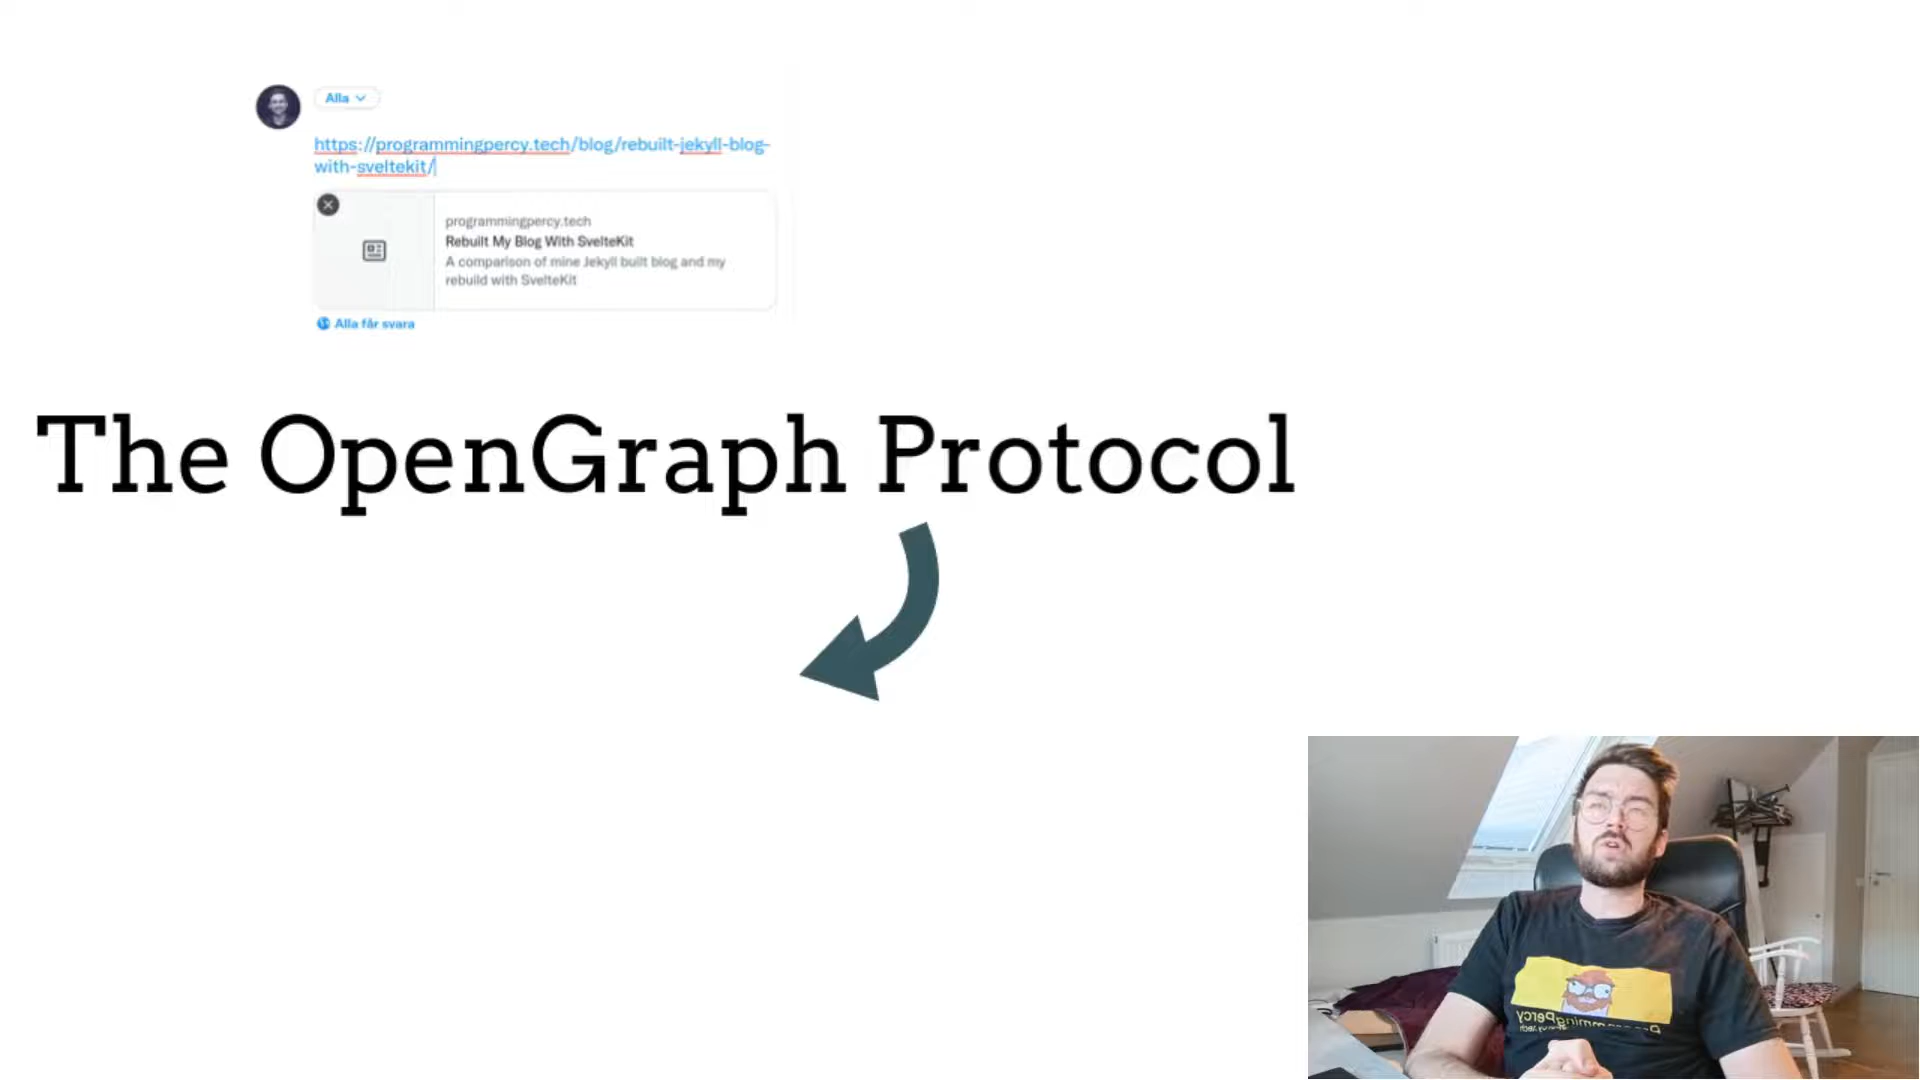 Alla
https://programmingpercy.tech/blog/rebuilt-jekyll-blog-
with-sveltekit/
programmingpercy.tech
Rebuilt My Blog With SvelteKit
A comparison of mine Jekyll built blog and my
rebuild with SvelteKit
Alla får svara
The OpenGraph Protocol
ProgrammingPercy